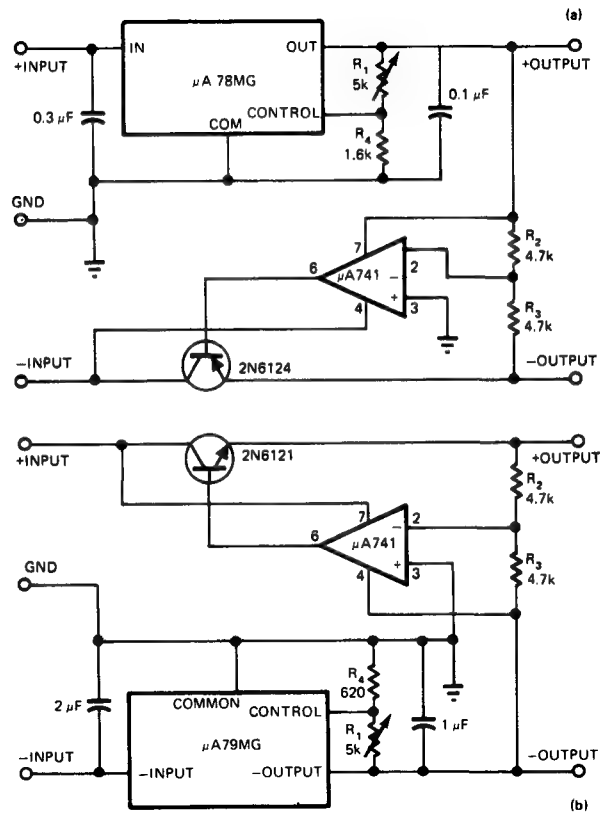 (a)
IN
OUT
+INPUT
+OUTPUT
R1
5k
μA 78MG
0.3 μF
CONTROL
0.1 μF
COM
R4
1.6k
GND
7
R2
4.7k
6
μA741
−
2
+
3
4
R3
4.7k
−INPUT
−OUTPUT
2N6124
+INPUT
+OUTPUT
2N6121
R2
4.7k
7
2
−
6
μA741
+
3
4
R3
4.7k
GND
R4
620
2 μF
COMMON
CONTROL
1 μF
R1
5k
μA79MG
−INPUT
−INPUT
−OUTPUT
−OUTPUT
(b)